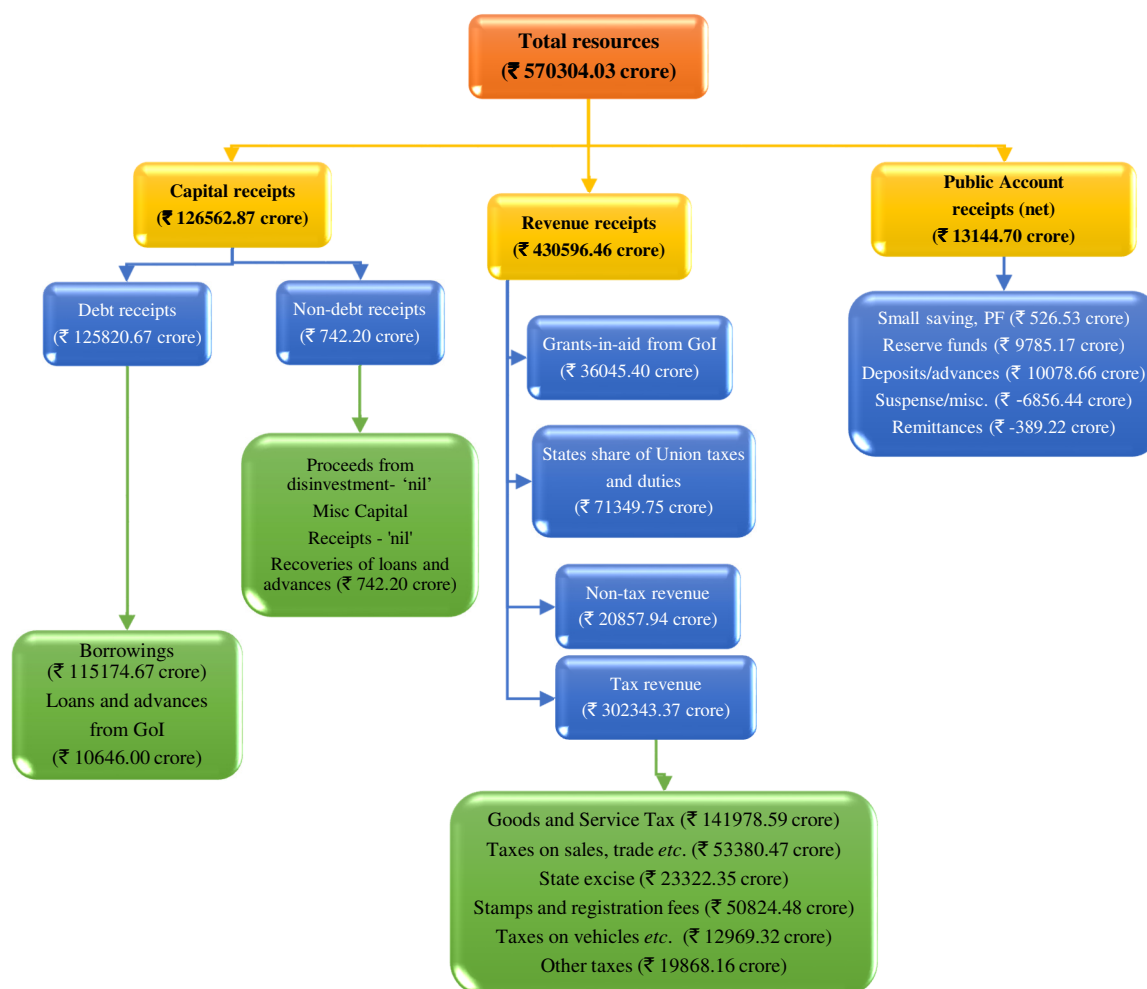 Total resources
(₹ 570304.03 crore)
Capital receipts
(₹ 126562.87 crore)
Revenue receipts
(₹ 430596.46 crore)
Public Account
receipts (net)
(₹ 13144.70 crore)
Debt receipts
(₹ 125820.67 crore)
Non-debt receipts
(₹ 742.20 crore)
Small saving, PF (₹ 526.53 crore)
Reserve funds (₹ 9785.17 crore)
Deposits/advances (₹ 10078.66 crore)
Suspense/misc. (₹ -6856.44 crore)
Remittances (₹ -389.22 crore)
Grants-in-aid from GoI
(₹ 36045.40 crore)
States share of Union taxes
and duties
(₹ 71349.75 crore)
Non-tax revenue
(₹ 20857.94 crore)
Tax revenue
(₹ 302343.37 crore)
Proceeds from
disinvestment- ‘nil’
Misc Capital
Receipts - 'nil'
Recoveries of loans and
advances (₹ 742.20 crore)
Borrowings
(₹ 115174.67 crore)
Loans and advances
from GoI
(₹ 10646.00 crore)
Goods and Service Tax (₹ 141978.59 crore)
Taxes on sales, trade etc. (₹ 53380.47 crore)
State excise (₹ 23322.35 crore)
Stamps and registration fees (₹ 50824.48 crore)
Taxes on vehicles etc. (₹ 12969.32 crore)
Other taxes (₹ 19868.16 crore)